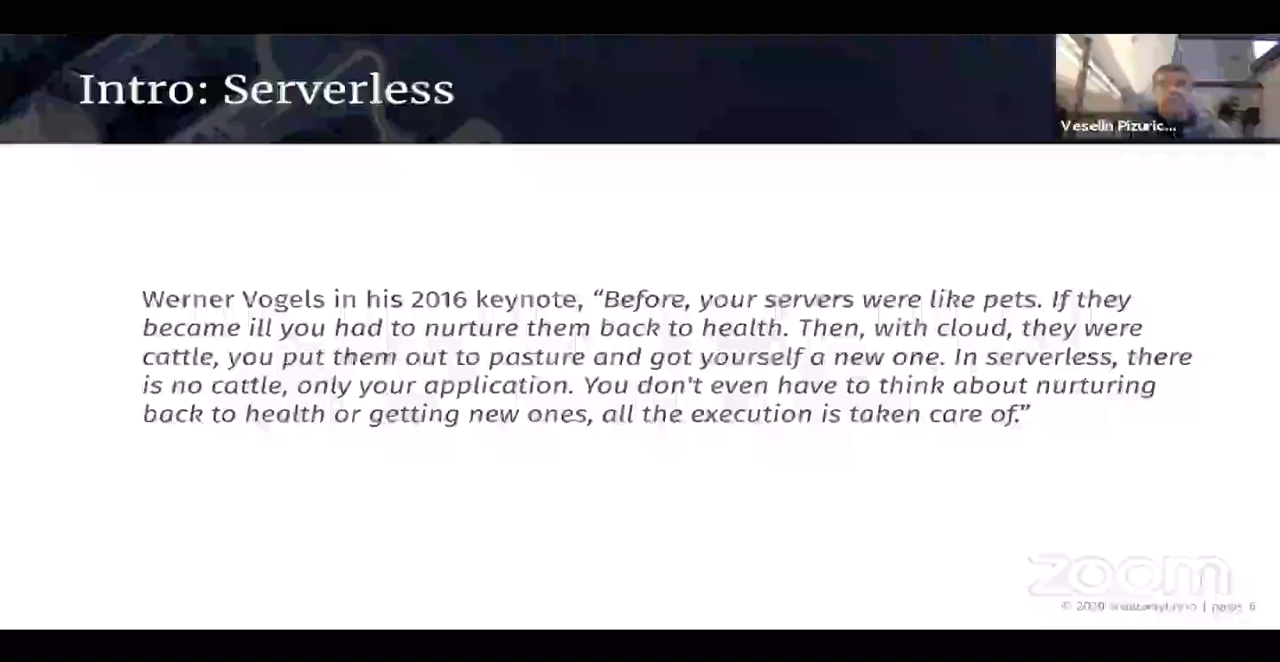 Intro: Serverless
Veselin Pizuric...
Werner Vogels in his 2016 keynote, “Before, your servers were like pets. If they
became ill you had to nurture them back to health. Then, with cloud, they were
cattle, you put them out to pasture and got yourself a new one. In serverless, there
is no cattle, only your application. You don't even have to think about nurturing
back to health or getting new ones, all the execution is taken care of.”
zoom
© 2020 | page 6